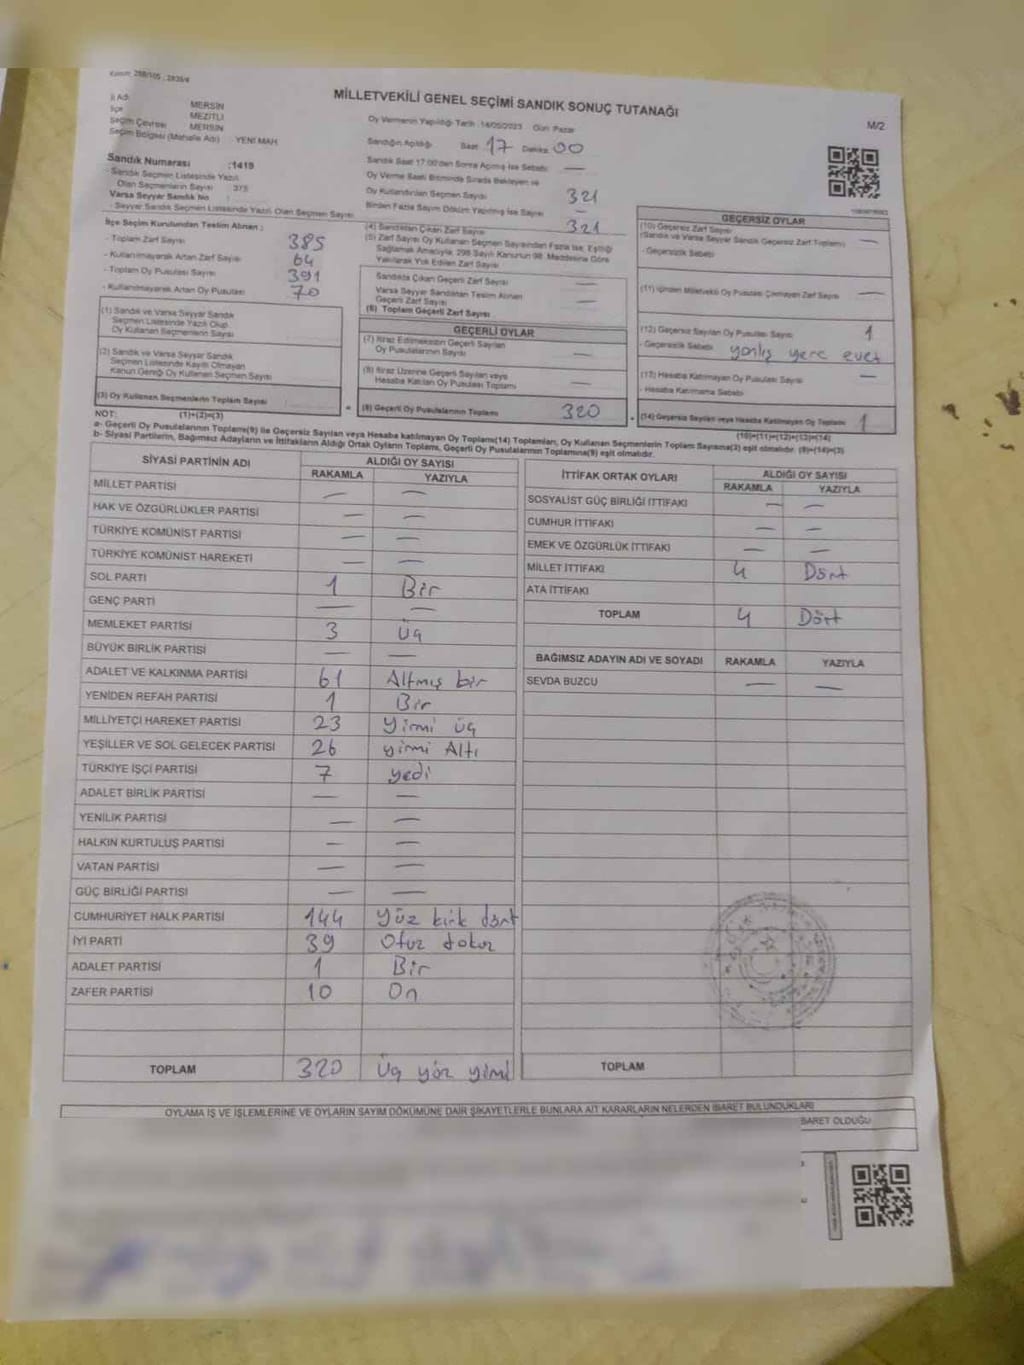 MİLLETVEKİLİ GENEL SEÇİMİ SANDIK SONUÇ TUTANAĞI
M/2
İl Adı MERSİN
İlçe MEZİTLİ
Seçim Çevresi MERSİN
Seçim Bölgesi (Mahalle Adı) YENİ MAH
Oy Vermenin Yapıldığı Tarih :14/05/2023 Gün Pazar
Sandığın Açıldığı Saat 17 Dakika 00
Sandık Numarası :1419
- Sandık Seçmen Listesinde Yazılı
Olan Seçmenlerin Sayısı 375
Varsa Seyyar Sandık No :
- Seyyar Sandık Seçmen Listesinde Yazılı Olan Seçmen Sayısı
Sandık Saat 17.00'den Sonra Açılmış İse Sebebi —
Oy Verme Saati Bitiminde Sırada Bekleyen ve
Oy Kullandırılan Seçmen Sayısı 321
Birden Fazla Sayım Döküm Yapılmış İse Sayısı —
İlçe Seçim Kurulundan Teslim Alınan :
- Toplam Zarf Sayısı 385
- Kullanılmayarak Artan Zarf Sayısı 64
- Toplam Oy Pusulası Sayısı 391
- Kullanılmayarak Artan Oy Pusulası 70
(1) Sandık ve Varsa Seyyar Sandık
Seçmen Listesinde Yazılı Olup
Oy Kullanan Seçmenlerin Sayısı
(2) Sandık ve Varsa Seyyar Sandık
Seçmen Listesinde Kayıtlı Olmayan
Kanun Gereği Oy Kullanan Seçmen Sayısı
(3) Oy Kullanan Seçmenlerin Toplam Sayısı
(1)+(2)=(3)
(4) Sandıktan Çıkan Zarf Sayısı 321
(5) Zarf Sayısı Oy Kullanan Seçmen Sayısından Fazla İse, Eşitliği
Sağlamak Amacıyla, 298 Sayılı Kanunun 98. Maddesine Göre
Yakılarak Yok Edilen Zarf Sayısı
Sandıkta Çıkan Geçerli Zarf Sayısı —
Varsa Seyyar Sandıktan Teslim Alınan
Geçerli Zarf Sayısı —
(6) Toplam Geçerli Zarf Sayısı
GEÇERLİ OYLAR
(7) İtiraz Edilmeksizin Geçerli Sayılan
Oy Pusulalarının Sayısı —
(8) İtiraz Üzerine Geçerli Sayılan veya
Hesaba Katılan Oy Pusulaları Toplamı —
(9) Geçerli Oy Pusulalarının Toplamı 320
GEÇERSİZ OYLAR
(10) Geçersiz Zarf Sayısı
(Sandık ve Varsa Seyyar Sandık Geçersiz Zarf Toplamı) —
- Geçersizlik Sebebi
(11) İçinden Milletvekili Oy Pusulası Çıkmayan Zarf Sayısı —
(12) Geçersiz Sayılan Oy Pusulası Sayısı 1
- Geçersizlik Sebebi yanlış yere evet
(13) Hesaba Katılmayan Oy Pusulası Sayısı —
- Hesaba Katılmama Sebebi
(14) Geçersiz Sayılan veya Hesaba Katılmayan Oy Toplamı 1
(10)+(11)+(12)+(13)=(14)
NOT:
a- Geçerli Oy Pusulalarının Toplamı(9) ile Geçersiz Sayılan veya Hesaba katılmayan Oy Toplamı(14) Toplamları, Oy Kullanan Seçmenlerin Toplam Sayısına(3) eşit olmalıdır. (9)+(14)=(3)
b- Siyasi Partilerin, Bağımsız Adayların ve İttifakların Aldığı Ortak Oyların Toplamı, Geçerli Oy Pusulalarının Toplamına(9) eşit olmalıdır.
SİYASİ PARTİNİN ADI ALDIĞI OY SAYISI
RAKAMLA YAZIYLA
MİLLET PARTİSİ — —
HAK VE ÖZGÜRLÜKLER PARTİSİ — —
TÜRKİYE KOMÜNİST PARTİSİ — —
TÜRKİYE KOMÜNİST HAREKETİ — —
SOL PARTİ 1 Bir
GENÇ PARTİ — —
MEMLEKET PARTİSİ 3 Üç
BÜYÜK BİRLİK PARTİSİ — —
ADALET VE KALKINMA PARTİSİ 61 Altmış bir
YENİDEN REFAH PARTİSİ 1 Bir
MİLLİYETÇİ HAREKET PARTİSİ 23 Yirmi üç
YEŞİLLER VE SOL GELECEK PARTİSİ 26 yirmi Altı
TÜRKİYE İŞÇİ PARTİSİ 7 yedi
ADALET BİRLİK PARTİSİ — —
YENİLİK PARTİSİ — —
HALKIN KURTULUŞ PARTİSİ — —
VATAN PARTİSİ — —
GÜÇ BİRLİĞİ PARTİSİ — —
CUMHURİYET HALK PARTİSİ 144 yüz kırk dört
İYİ PARTİ 39 Otuz dokuz
ADALET PARTİSİ 1 Bir
ZAFER PARTİSİ 10 On
TOPLAM 320 Üç yüz yirmi
İTTİFAK ORTAK OYLARI ALDIĞI OY SAYISI
RAKAMLA YAZIYLA
SOSYALİST GÜÇ BİRLİĞİ İTTİFAKI — —
CUMHUR İTTİFAKI — —
EMEK VE ÖZGÜRLÜK İTTİFAKI — —
MİLLET İTTİFAKI 4 Dört
ATA İTTİFAKI
TOPLAM 4 Dört
BAĞIMSIZ ADAYIN ADI VE SOYADI RAKAMLA YAZIYLA
SEVDA BUZCU — —
TOPLAM
OYLAMA İŞ VE İŞLEMLERİNE VE OYLARIN SAYIM DÖKÜMÜNE DAİR ŞİKAYETLERLE BUNLARA AİT KARARLARIN NELERDEN İBARET BULUNDUKLARI
BARET OLDUĞU